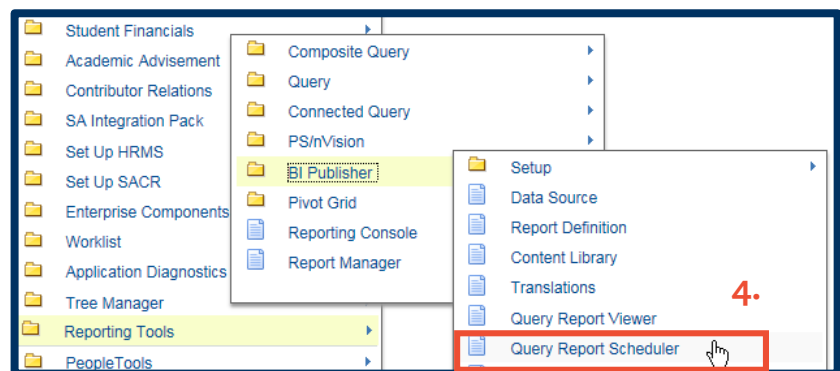 Student Financials
Academic Advisement
Contributor Relations
SA Integration Pack
Set Up HRMS
Set Up SACR
Enterprise Components
Worklist
Application Diagnostics
Tree Manager
Reporting Tools
PeopleTools
Composite Query
Query
Connected Query
PS/nVision
BI Publisher
Pivot Grid
Reporting Console
Report Manager
Setup
Data Source
Report Definition
Content Library
Translations
Query Report Viewer
4.
Query Report Scheduler